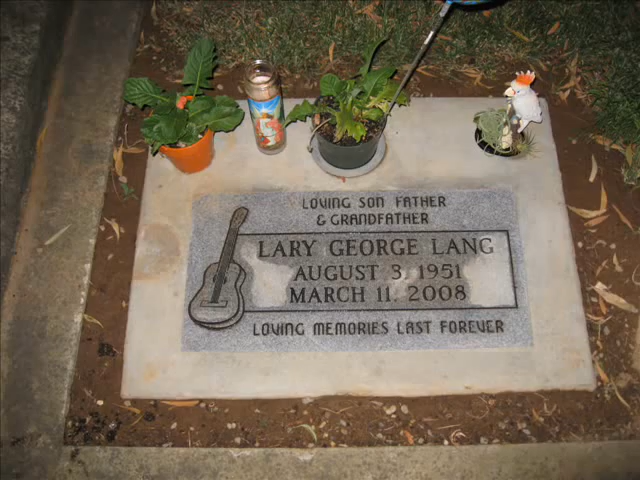 LOVING SON FATHER
& GRANDFATHER
LARY GEORGE LANG
AUGUST 3, 1951
MARCH 11, 2008
LOVING MEMORIES LAST FOREVER